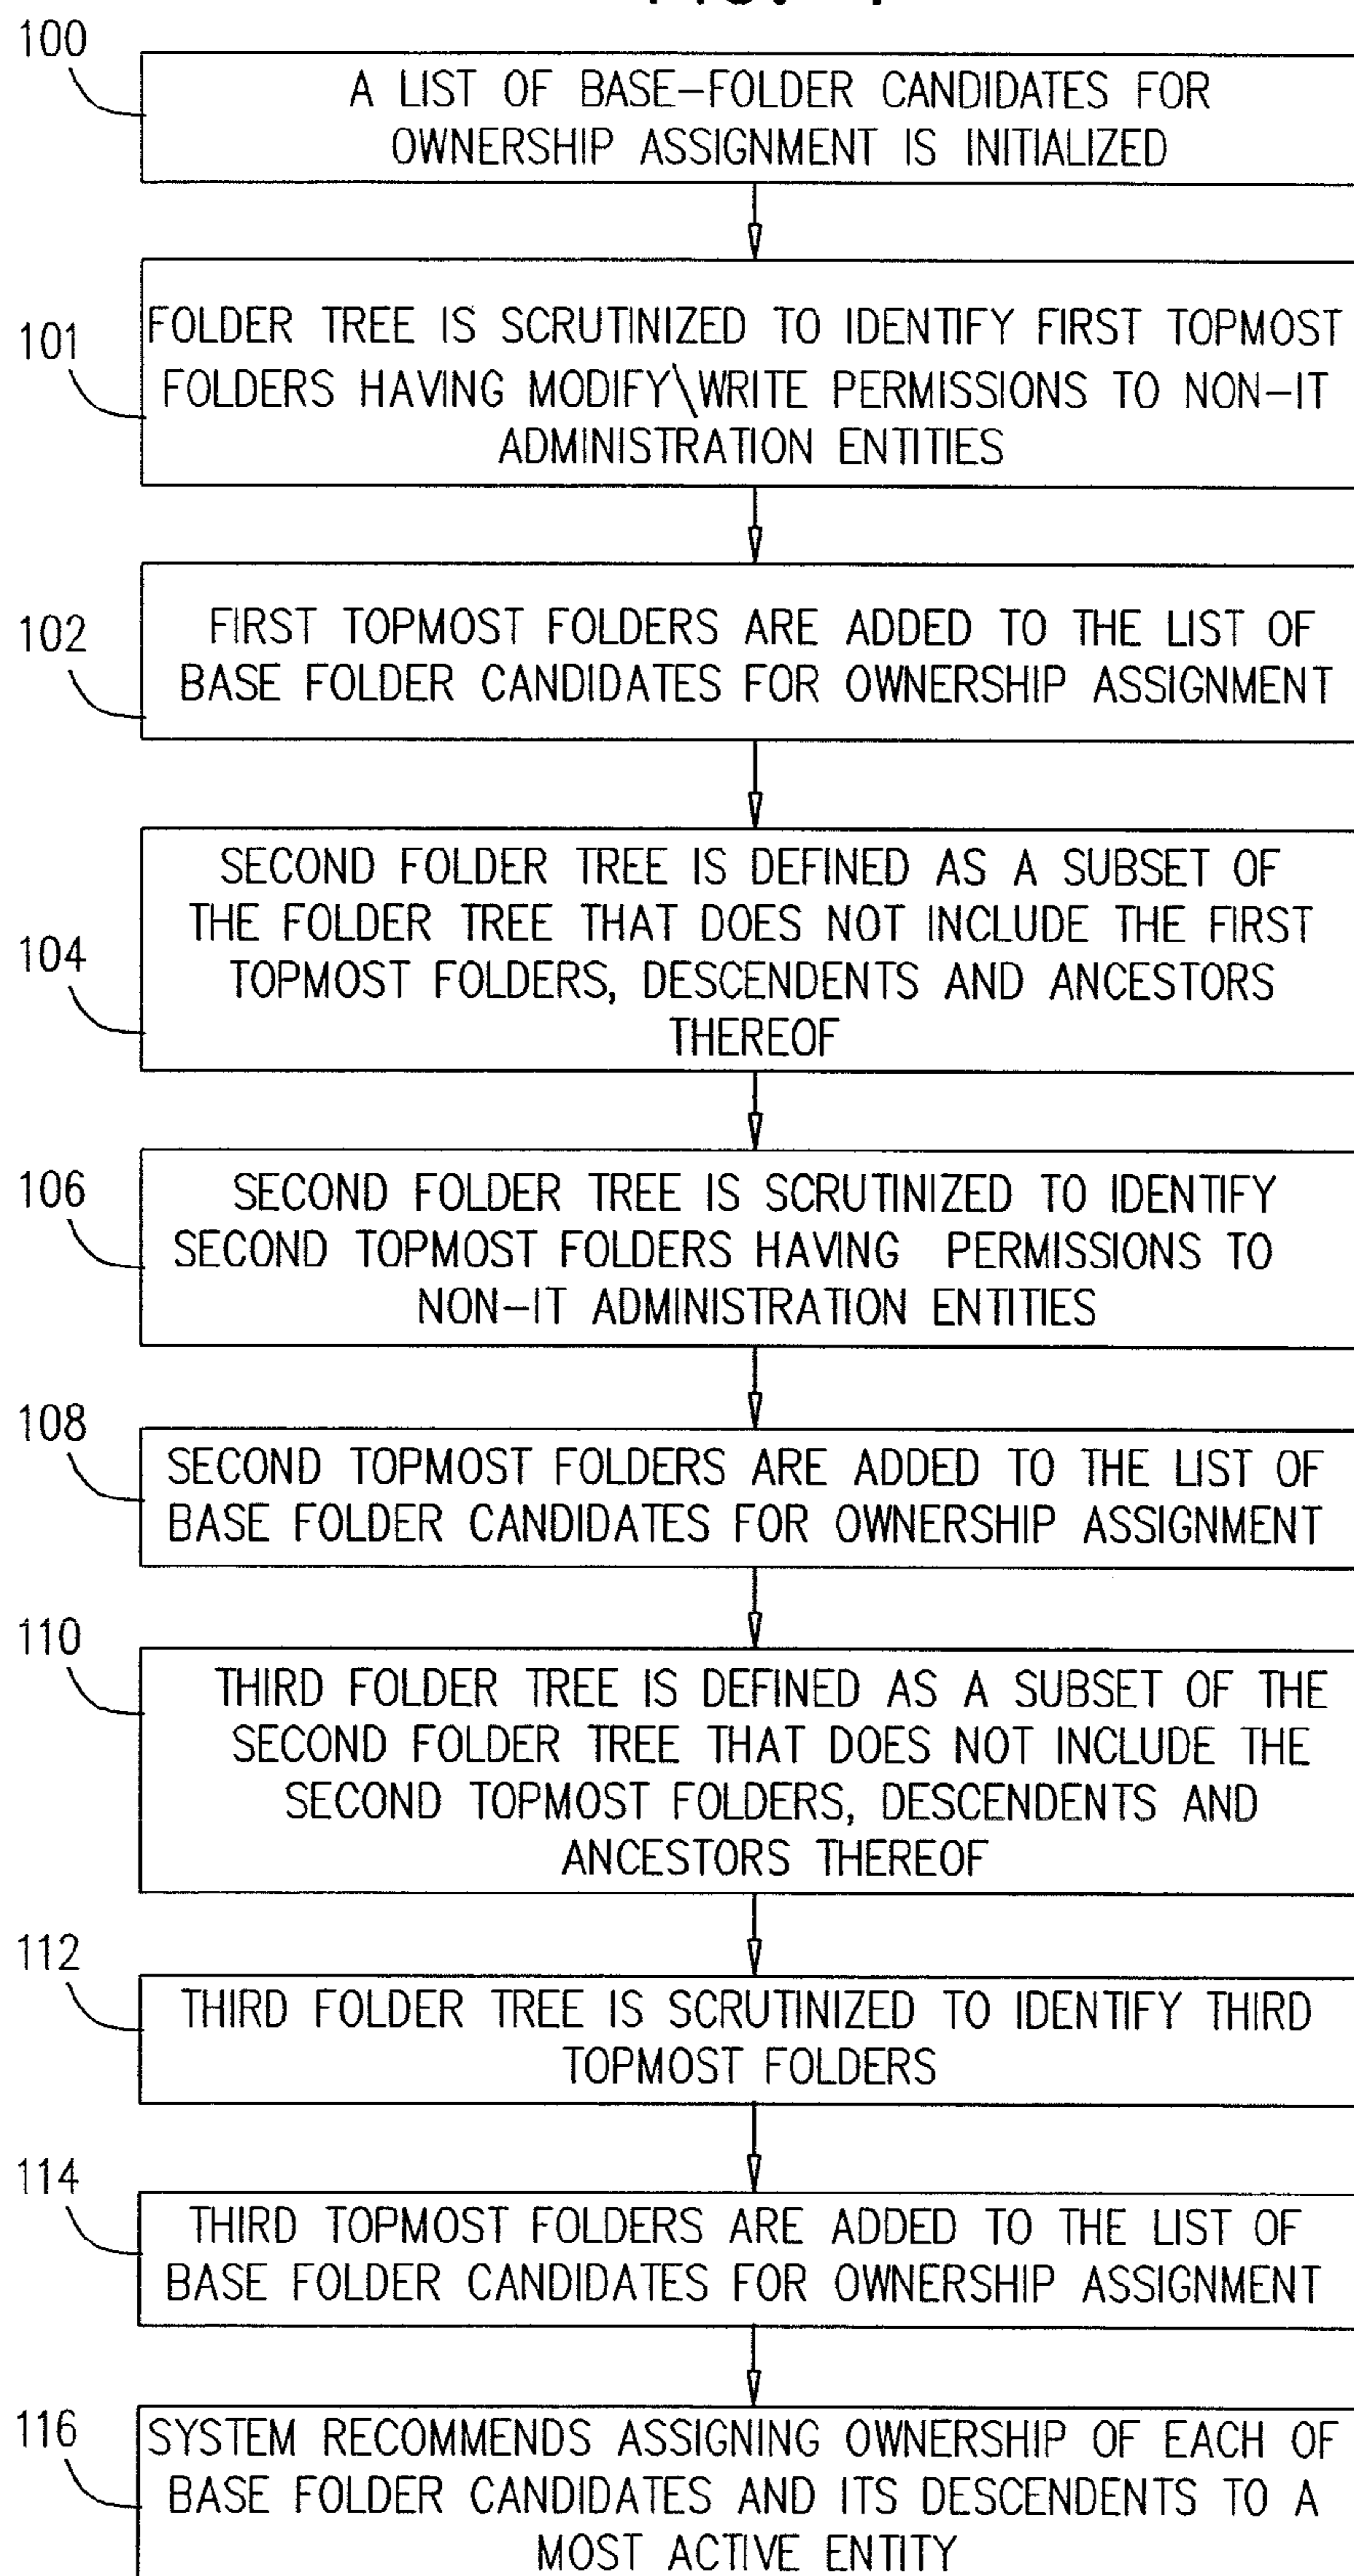 100
A LIST OF BASE-FOLDER CANDIDATES FOR
OWNERSHIP ASSIGNMENT IS INITIALIZED
101
FOLDER TREE IS SCRUTINIZED TO IDENTIFY FIRST TOPMOST
FOLDERS HAVING MODIFY\WRITE PERMISSIONS TO NON-IT
ADMINISTRATION ENTITIES
102
FIRST TOPMOST FOLDERS ARE ADDED TO THE LIST OF
BASE FOLDER CANDIDATES FOR OWNERSHIP ASSIGNMENT
104
SECOND FOLDER TREE IS DEFINED AS A SUBSET OF
THE FOLDER TREE THAT DOES NOT INCLUDE THE FIRST
TOPMOST FOLDERS, DESCENDENTS AND ANCESTORS
THEREOF
106
SECOND FOLDER TREE IS SCRUTINIZED TO IDENTIFY
SECOND TOPMOST FOLDERS HAVING PERMISSIONS TO
NON-IT ADMINISTRATION ENTITIES
108
SECOND TOPMOST FOLDERS ARE ADDED TO THE LIST OF
BASE FOLDER CANDIDATES FOR OWNERSHIP ASSIGNMENT
110
THIRD FOLDER TREE IS DEFINED AS A SUBSET OF THE
SECOND FOLDER TREE THAT DOES NOT INCLUDE THE
SECOND TOPMOST FOLDERS, DESCENDENTS AND
ANCESTORS THEREOF
112
THIRD FOLDER TREE IS SCRUTINIZED TO IDENTIFY THIRD
TOPMOST FOLDERS
114
THIRD TOPMOST FOLDERS ARE ADDED TO THE LIST OF
BASE FOLDER CANDIDATES FOR OWNERSHIP ASSIGNMENT
116
SYSTEM RECOMMENDS ASSIGNING OWNERSHIP OF EACH OF
BASE FOLDER CANDIDATES AND ITS DESCENDENTS TO A
MOST ACTIVE ENTITY